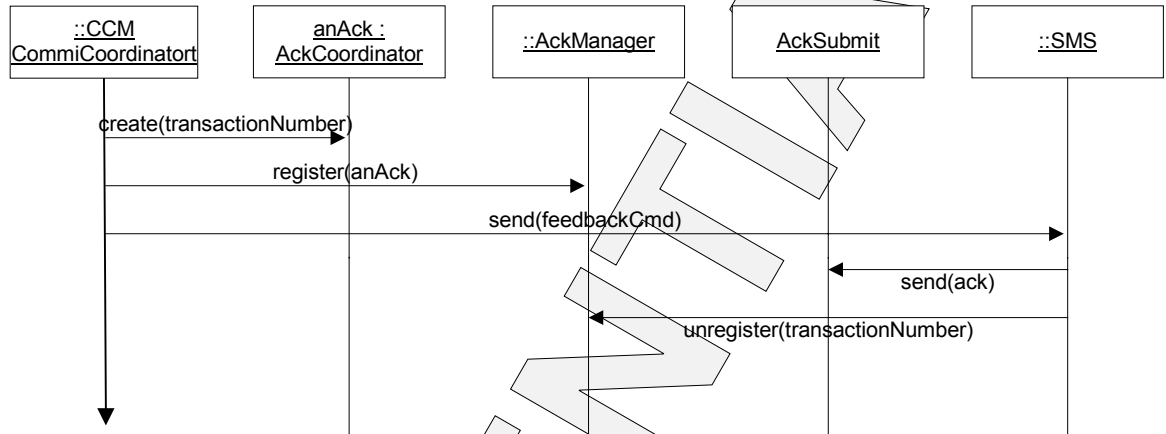 ::CCM
CommiCoordinatort
anAck :
AckCoordinator
::AckManager
AckSubmit
::SMS
create(transactionNumber)
register(anAck)
send(feedbackCmd)
send(ack)
unregister(transactionNumber)